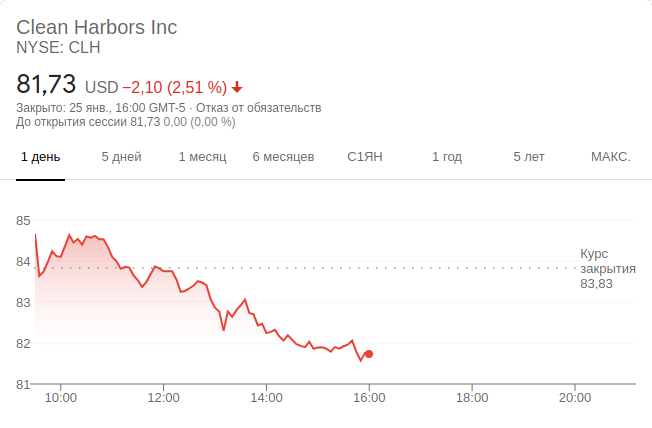 Clean Harbors Inc
NYSE: CLH
81,73 USD −2,10 (2,51 %)
Закрыто: 25 янв., 16:00 GMT-5 · Отказ от обязательств
До открытия сессии 81,73 0,00 (0,00 %)
1 день 5 дней 1 месяц 6 месяцев С1ЯН 1 год 5 лет МАКС.
85
84
83
82
81
Курс
закрытия
83,83
10:00 12:00 14:00 16:00 18:00 20:00